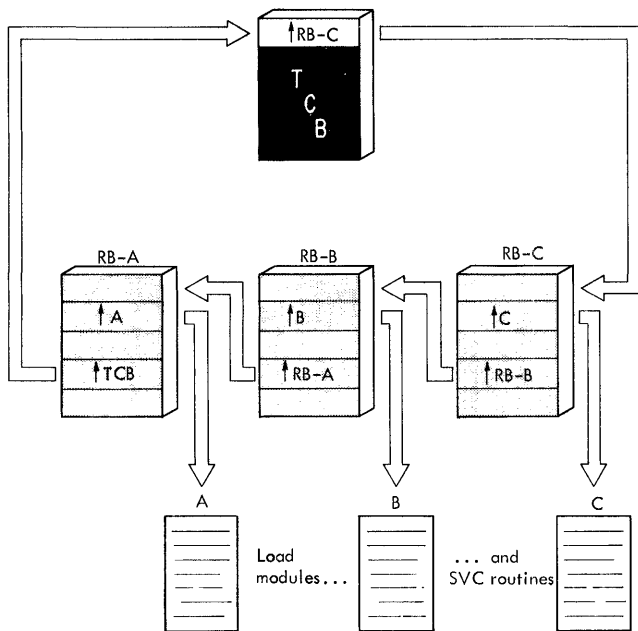 ↑RB-C
T
C
B
RB-A
RB-B
RB-C
↑A
↑B
↑C
↑TCB
↑RB-A
↑RB-B
A
B
C
Load
modules...
... and
SVC routines